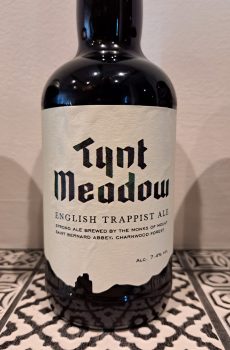 Tynt
Meadow
ENGLISH TRAPPIST ALE
STRONG ALE BREWED BY THE MONKS OF MOUNT
SAINT BERNARD ABBEY, CHARNWOOD FOREST
ALC 7.4%